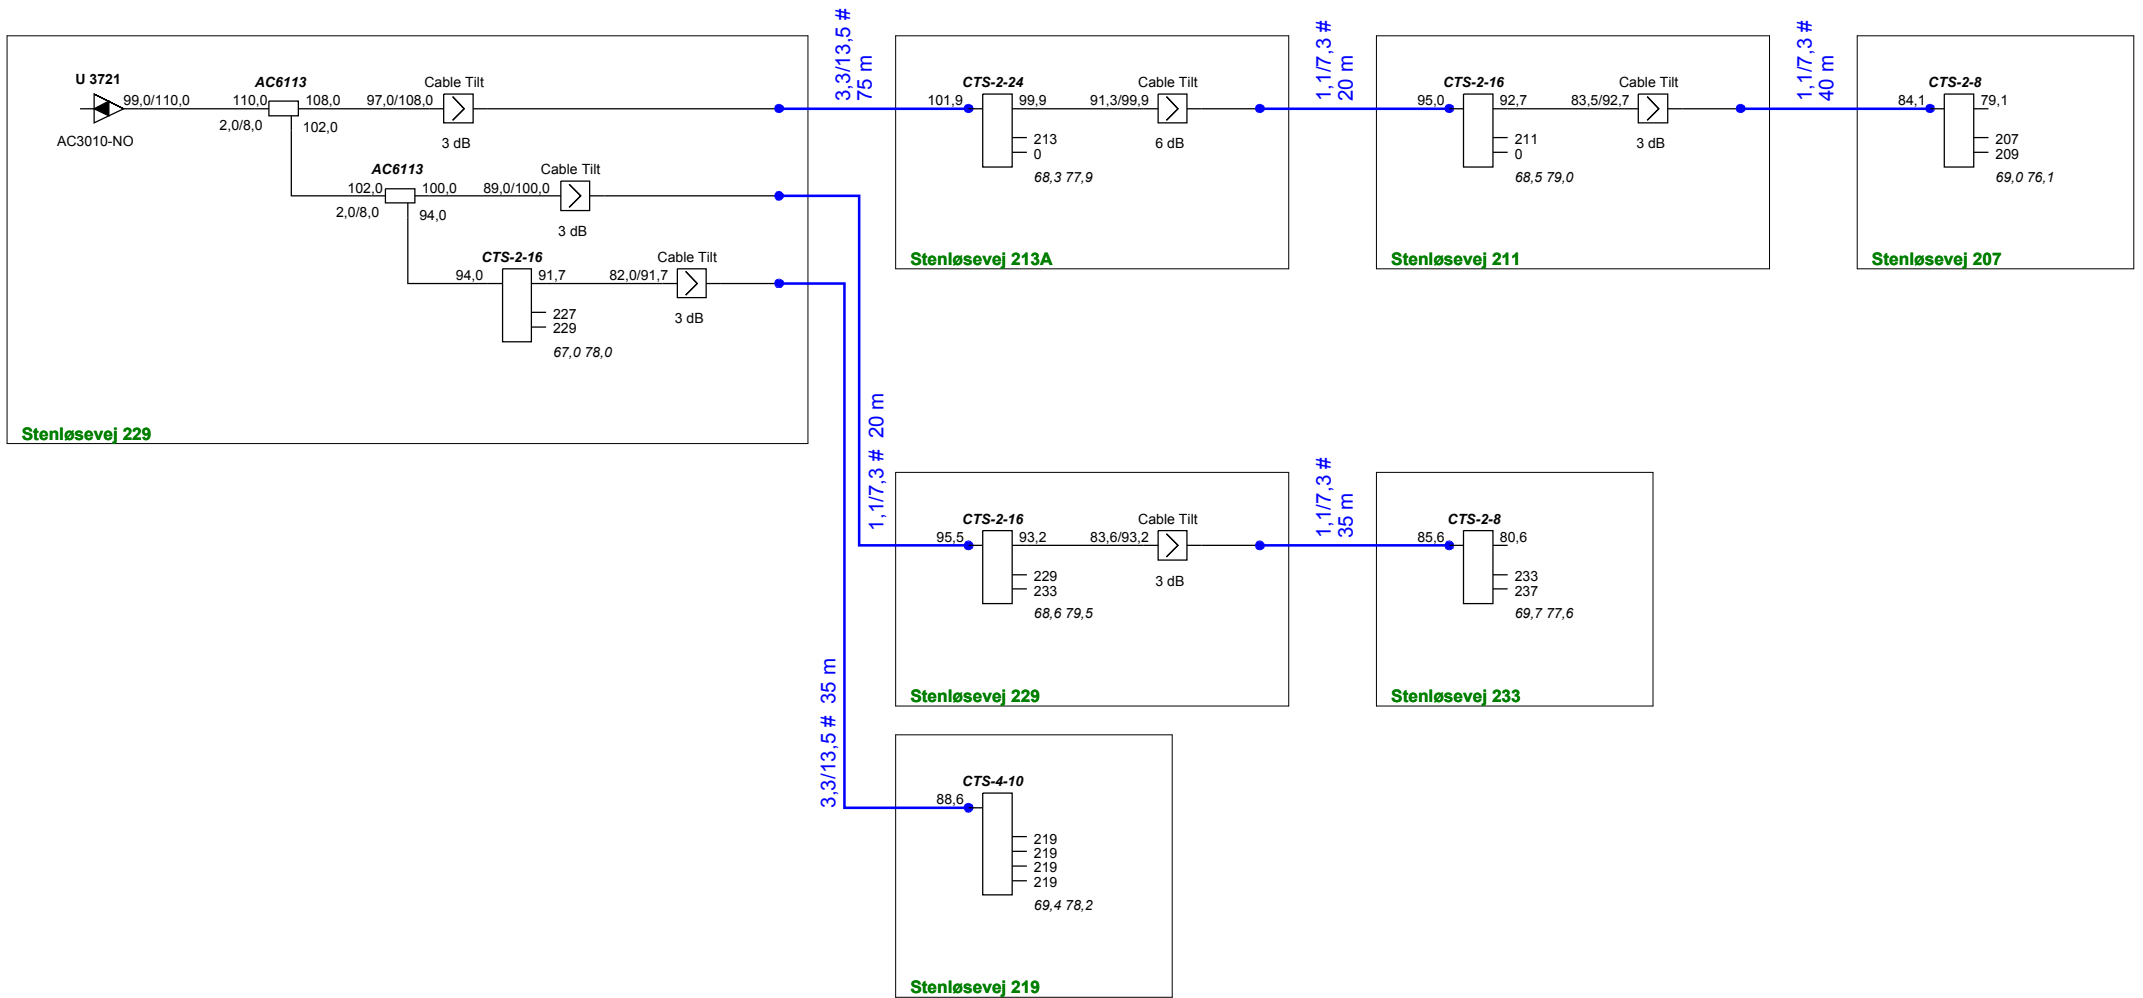 U 3721
99,0/110,0
AC3010-NO
AC6113
110,0
108,0
2,0/8,0
102,0
97,0/108,0
Cable Tilt
3 dB
AC6113
102,0
100,0
2,0/8,0
94,0
89,0/100,0
Cable Tilt
3 dB
CTS-2-16
94,0
91,7
82,0/91,7
Cable Tilt
3 dB
227
229
67,0 78,0
Stenløsevej 229
3,3/13,5 #
75 m
CTS-2-24
101,9
99,9
91,3/99,9
Cable Tilt
6 dB
213
0
68,3 77,9
Stenløsevej 213A
1,1/7,3 #
20 m
CTS-2-16
95,0
92,7
83,5/92,7
Cable Tilt
3 dB
211
0
68,5 79,0
Stenløsevej 211
1,1/7,3 #
40 m
CTS-2-8
84,1
79,1
207
209
69,0 76,1
Stenløsevej 207
1,1/7,3 # 20 m
CTS-2-16
95,5
93,2
83,6/93,2
Cable Tilt
3 dB
229
233
68,6 79,5
Stenløsevej 229
1,1/7,3 #
35 m
CTS-2-8
85,6
80,6
233
237
69,7 77,6
Stenløsevej 233
3,3/13,5 # 35 m
CTS-4-10
88,6
219
219
219
219
69,4 78,2
Stenløsevej 219